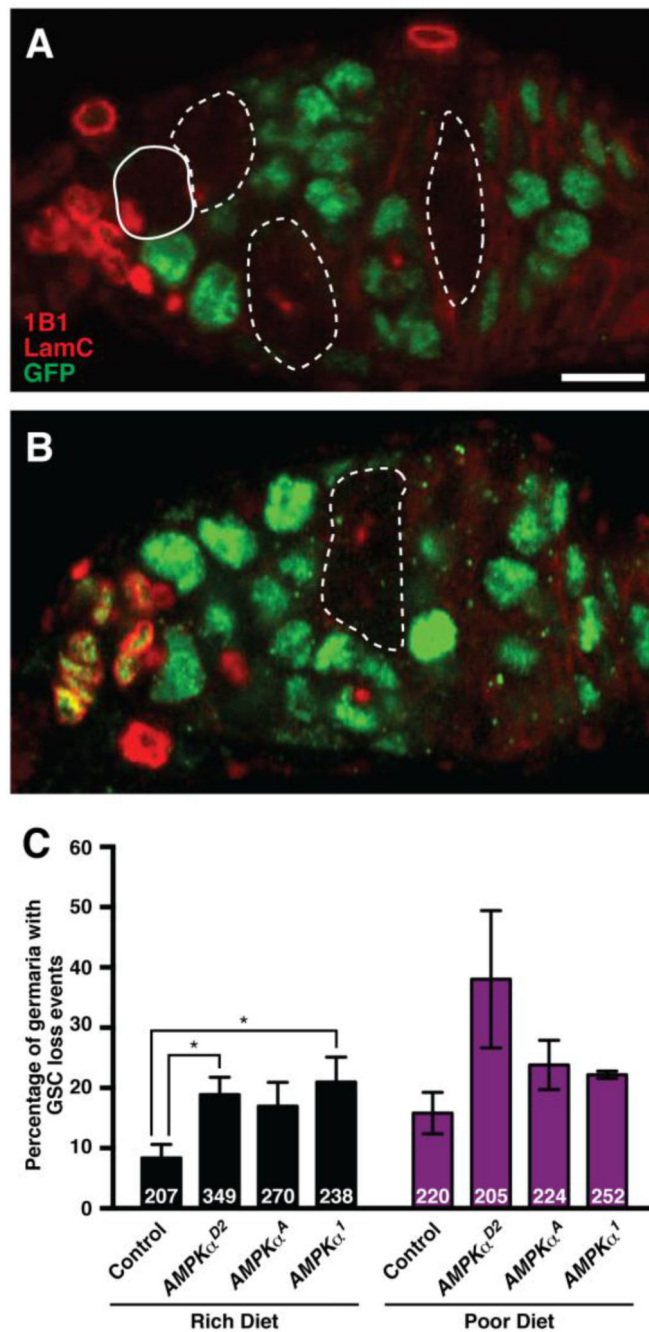 A
1B1
LamC
GFP
B
C
Percentage of germaria with
GSC loss events
60
50
40
30
20
10
0
*
*
207 349 270 238 220 205 224 252
Control AMPKα^D2 AMPKα^A AMPKα^1 Control AMPKα^D2 AMPKα^A AMPKα^1
Rich Diet Poor Diet